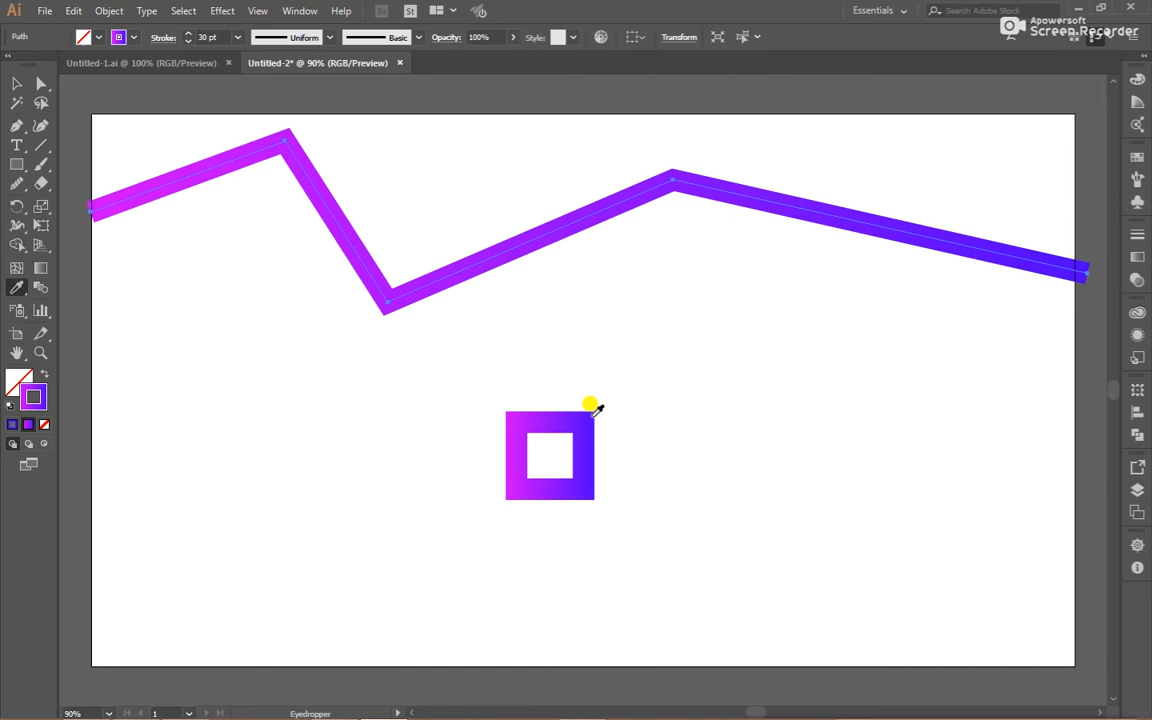 Ai File Edit Object Type Select Effect View Window Help Br St Essentials Search Adobe Stock
Apowersoft
Screen Recorder
Path Stroke: 30 pt Uniform Basic Opacity: 100% Style: Transform
Untitled-1.ai @ 100% (RGB/Preview) × Untitled-2* @ 90% (RGB/Preview) ×
T
90% 1 Eyedropper